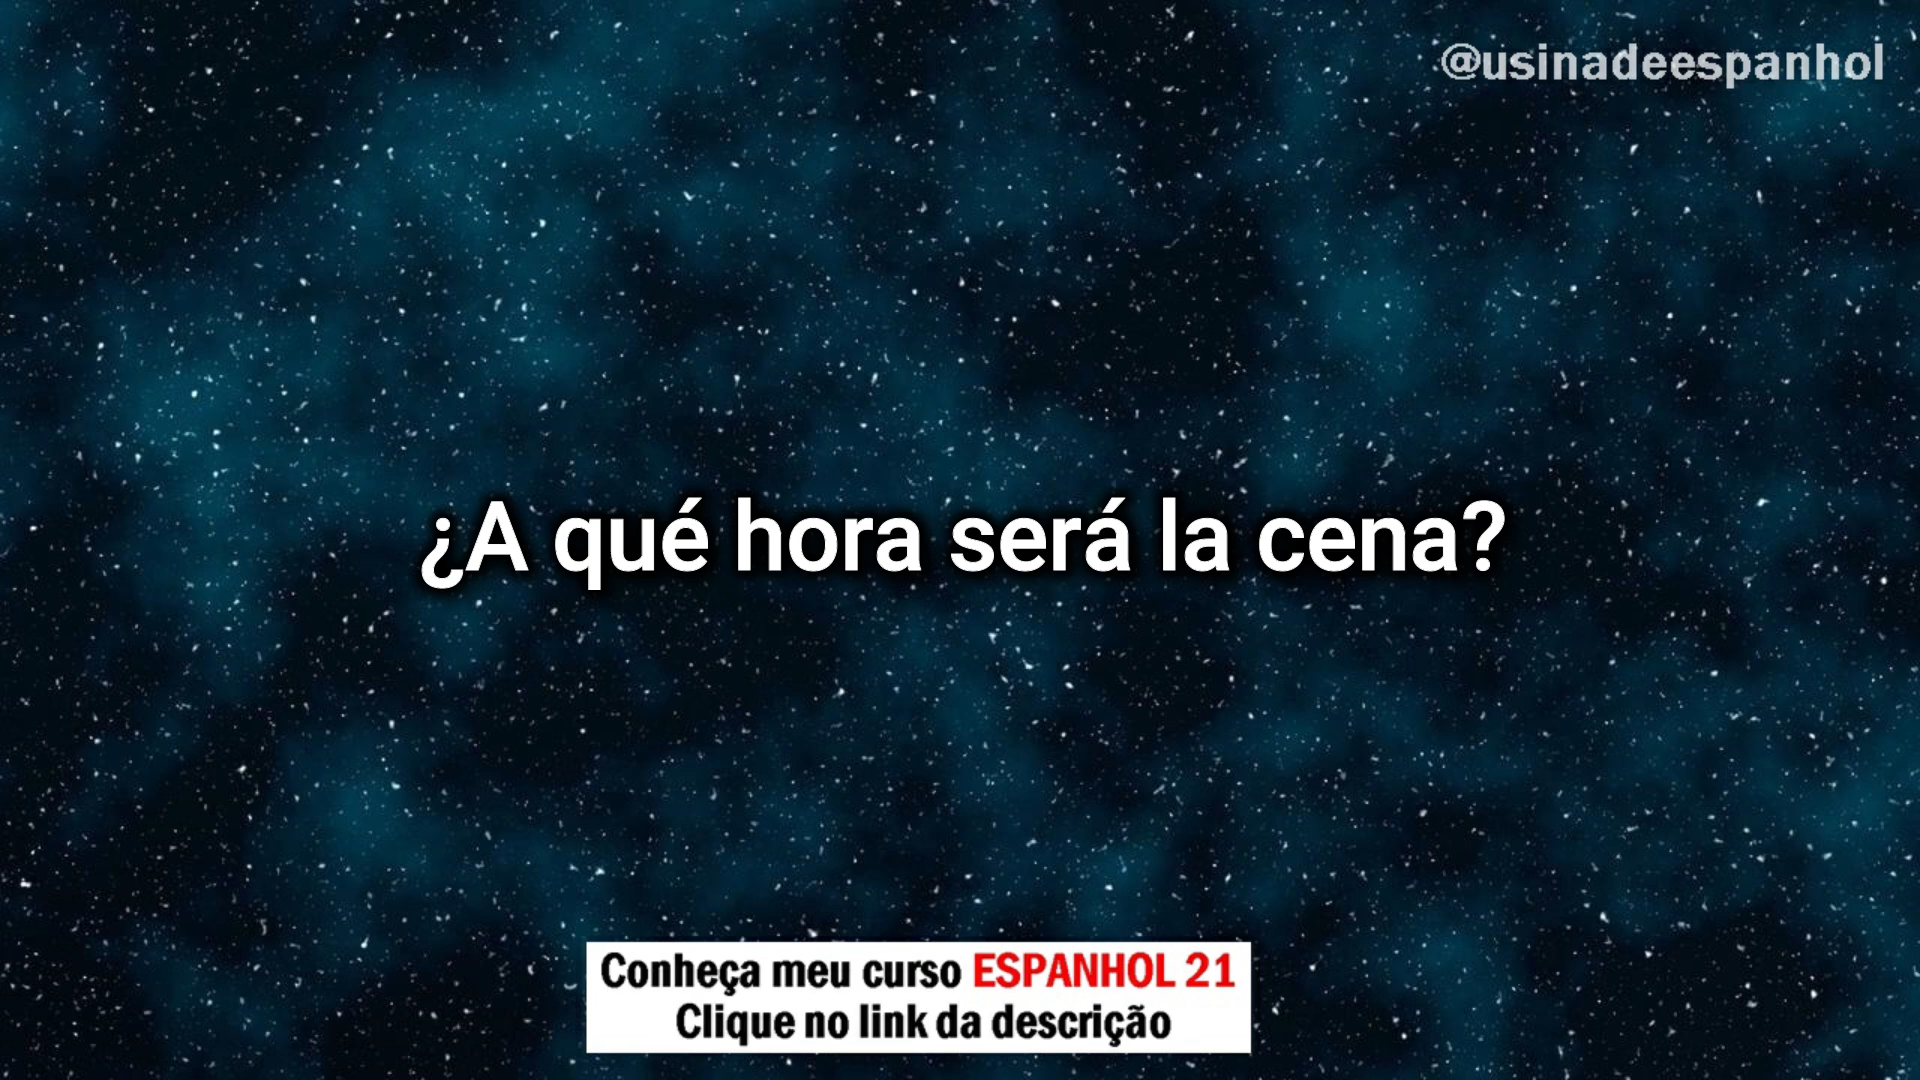 @usinadeespanhol
¿A qué hora será la cena?
Conheça meu curso ESPANHOL 21
Clique no link da descrição